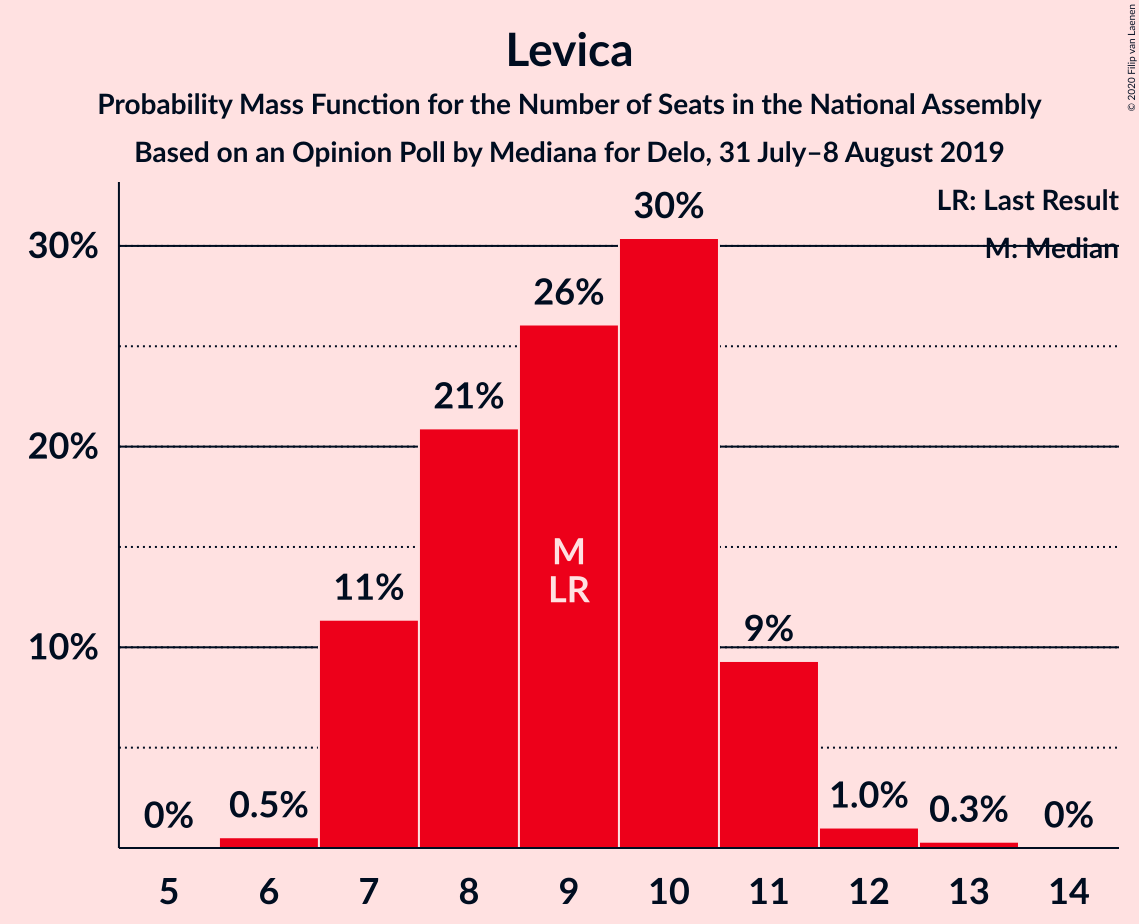 Levica
Probability Mass Function for the Number of Seats in the National Assembly
Based on an Opinion Poll by Mediana for Delo, 31 July–8 August 2019
© 2020 Filip van Laenen
LR: Last Result
M: Median
30%
20%
10%
0%
0.5%
11%
21%
26%
30%
9%
1.0%
0.3%
0%
M
LR
5 6 7 8 9 10 11 12 13 14